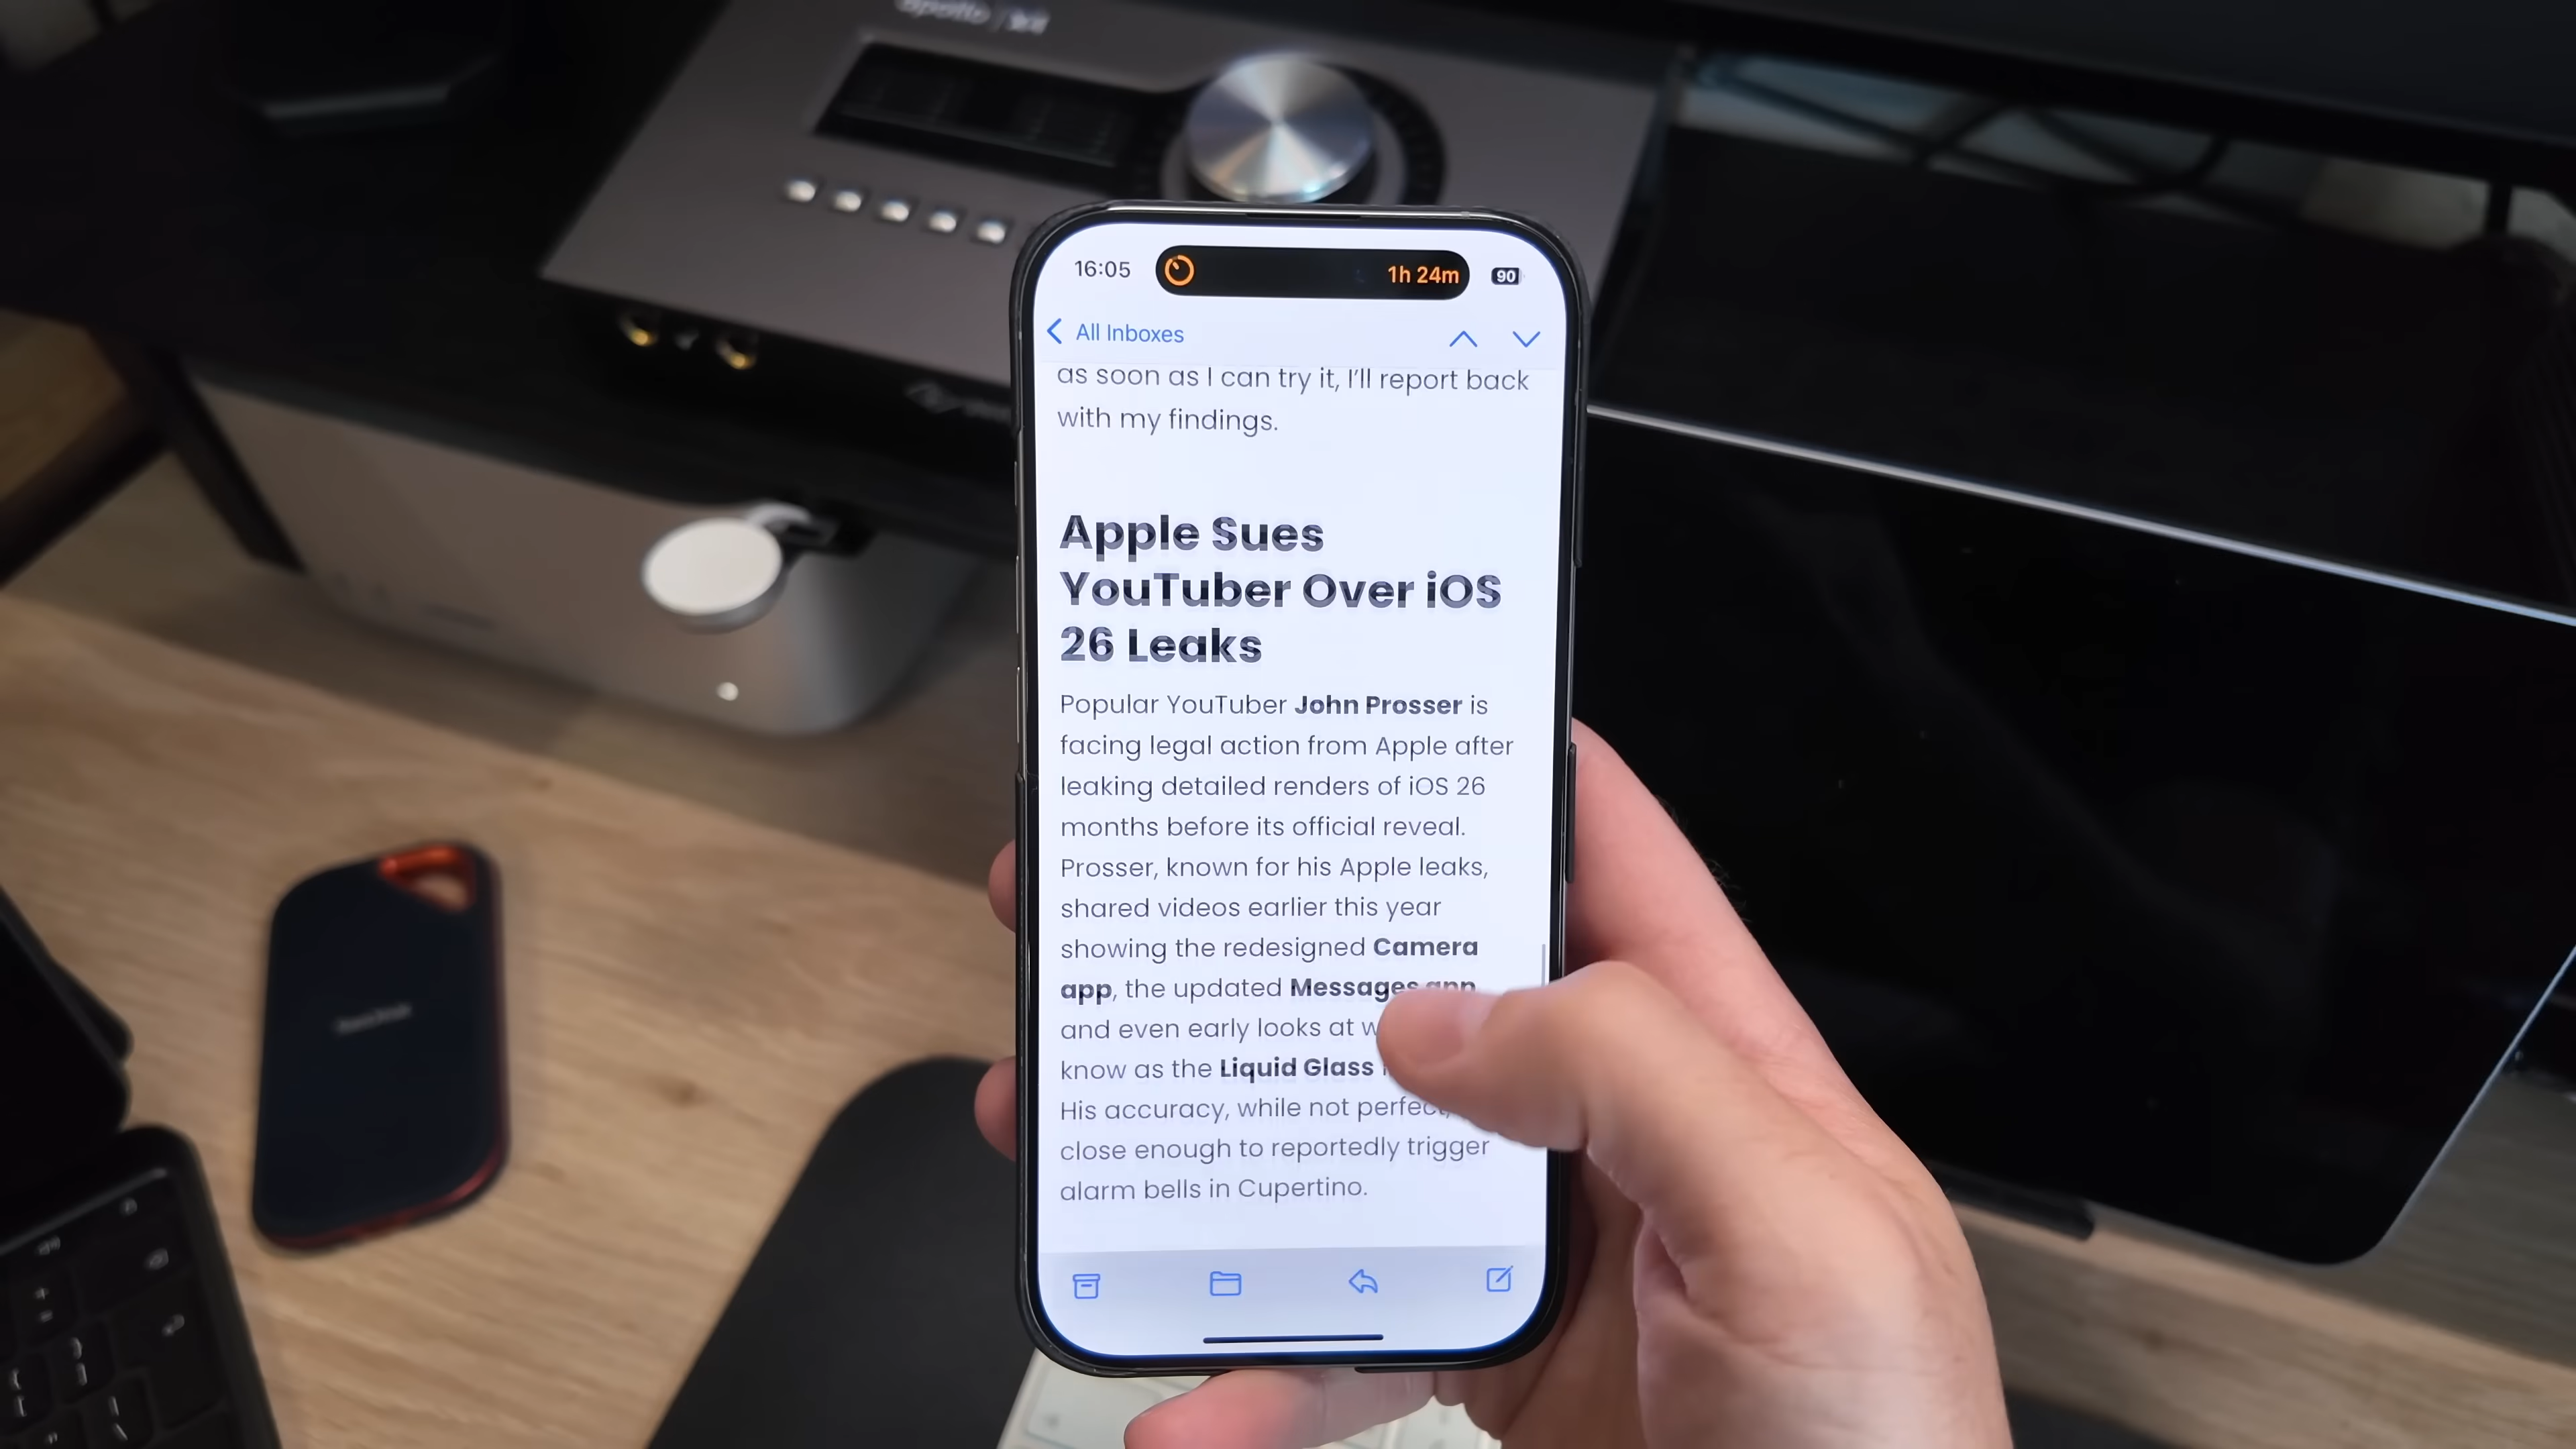 apollo x4
16:05
1h 24m
90
All Inboxes
as soon as I can try it, I'll report back
with my findings.
Apple Sues
YouTuber Over iOS
26 Leaks
Popular YouTuber John Prosser is
facing legal action from Apple after
leaking detailed renders of iOS 26
months before its official reveal.
Prosser, known for his Apple leaks,
shared videos earlier this year
showing the redesigned Camera
app, the updated Messages app
and even early looks at
know as the Liquid Glass
His accuracy, while not perfect,
close enough to reportedly trigger
alarm bells in Cupertino.
SanDisk